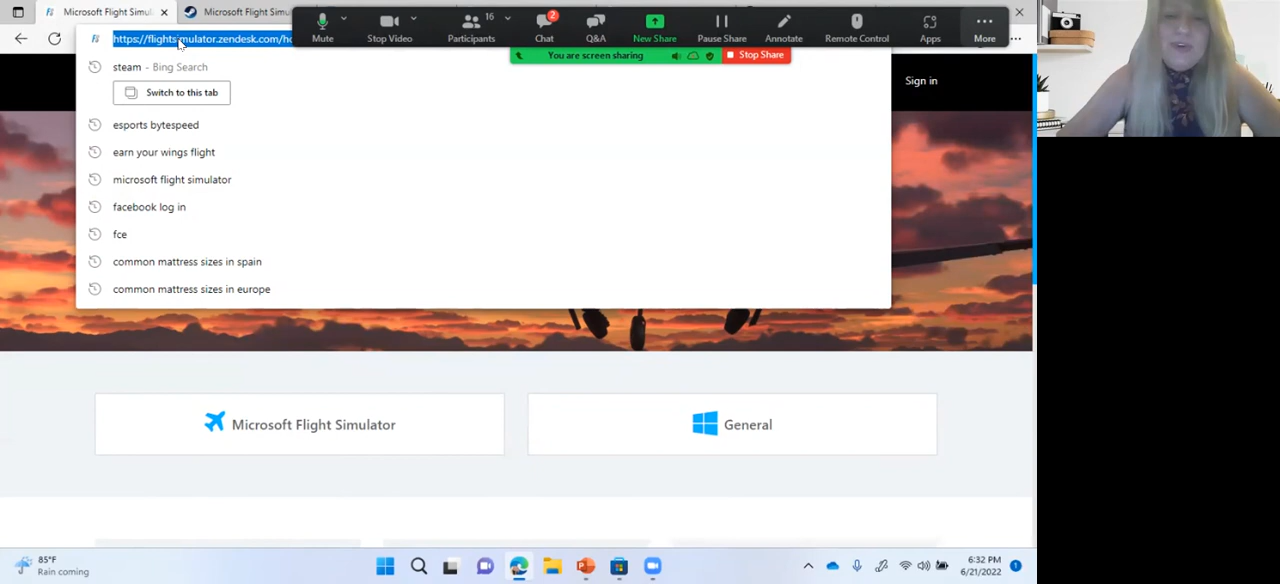 Microsoft Flight Simul
Microsoft Flight Simu
16
2
Mute
Stop Video
Participants
Chat
Q&A
New Share
Pause Share
Annotate
Remote Control
Apps
More
You are screen sharing
Stop Share
https://flightsimulator.zendesk.com/hc
steam - Bing Search
Switch to this tab
esports bytespeed
earn your wings flight
microsoft flight simulator
facebook log in
fce
common mattress sizes in spain
common mattress sizes in europe
Sign in
Microsoft Flight Simulator
General
85°F
Rain coming
6:32 PM
6/21/2022
1